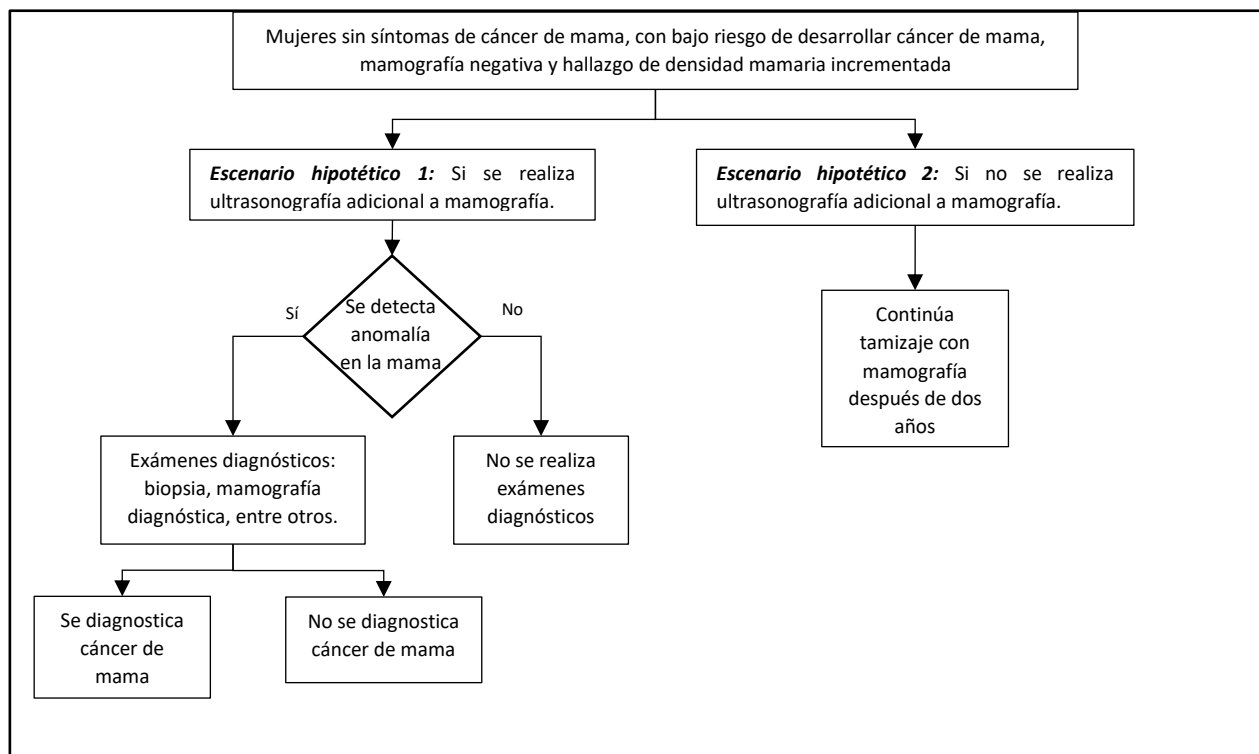 Mujeres sin síntomas de cáncer de mama, con bajo riesgo de desarrollar cáncer de mama,
mamografía negativa y hallazgo de densidad mamaria incrementada
Escenario hipotético 1: Si se realiza
ultrasonografía adicional a mamografía.
Escenario hipotético 2: Si no se realiza
ultrasonografía adicional a mamografía.
Sí
Se detecta
anomalía
en la mama
No
Continúa
tamizaje con
mamografía
después de dos
años
Exámenes diagnósticos:
biopsia, mamografía
diagnóstica, entre otros.
No se realiza
exámenes
diagnósticos
Se diagnostica
cáncer de
mama
No se diagnostica
cáncer de mama